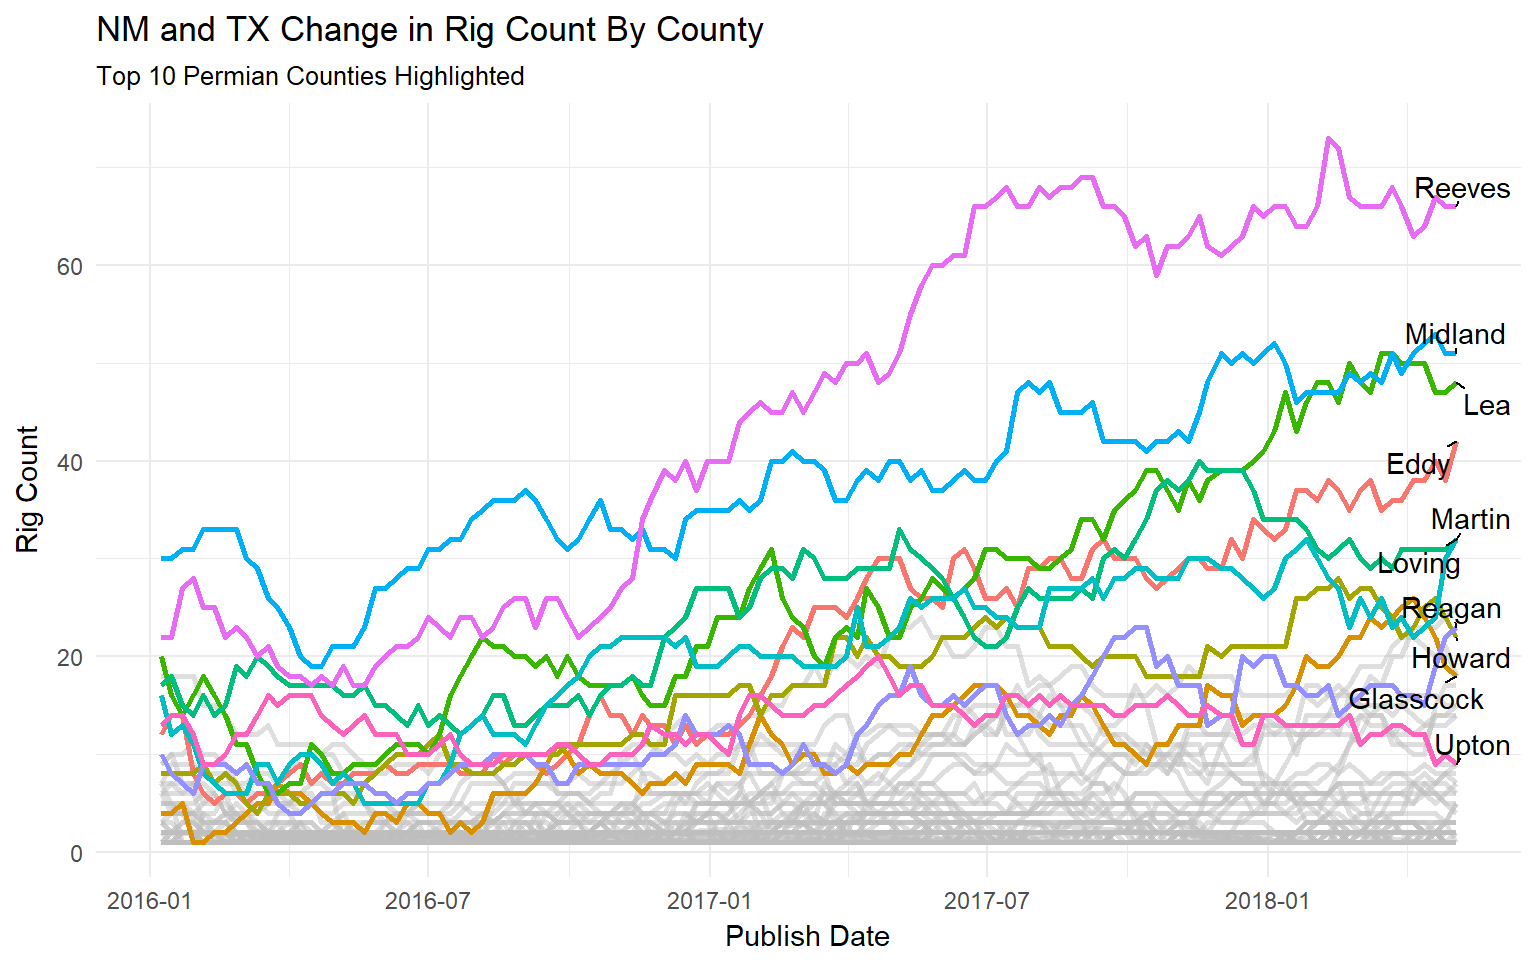 NM and TX Change in Rig Count By County
Top 10 Permian Counties Highlighted
Rig Count
60
40
20
0
Reeves
Midland
Lea
Eddy
Martin
Loving
Reagan
Howard
Glasscock
Upton
2016-01
2016-07
2017-01
2017-07
2018-01
Publish Date